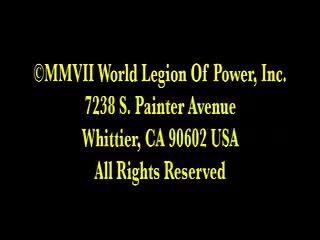 ©MMVII World Legion Of Power, Inc.
7238 S. Painter Avenue
Whittier, CA 90602 USA
All Rights Reserved